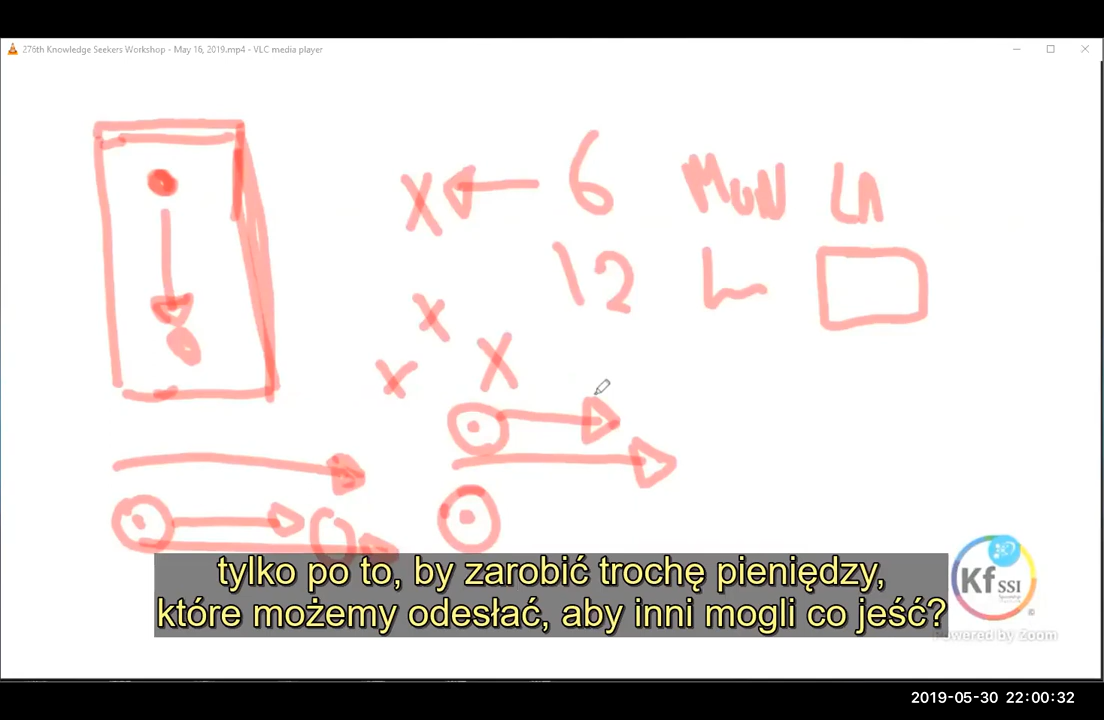 276th Knowledge Seekers Workshop - May 16, 2019.mp4 - VLC media player
X 6 MUN LA
12
X
X X
tylko po to, by zarobić trochę pieniędzy,
które możemy odesłać, aby inni mogli co jeść?
Kf SSI
Powered by Zoom
2019-05-30 22:00:32